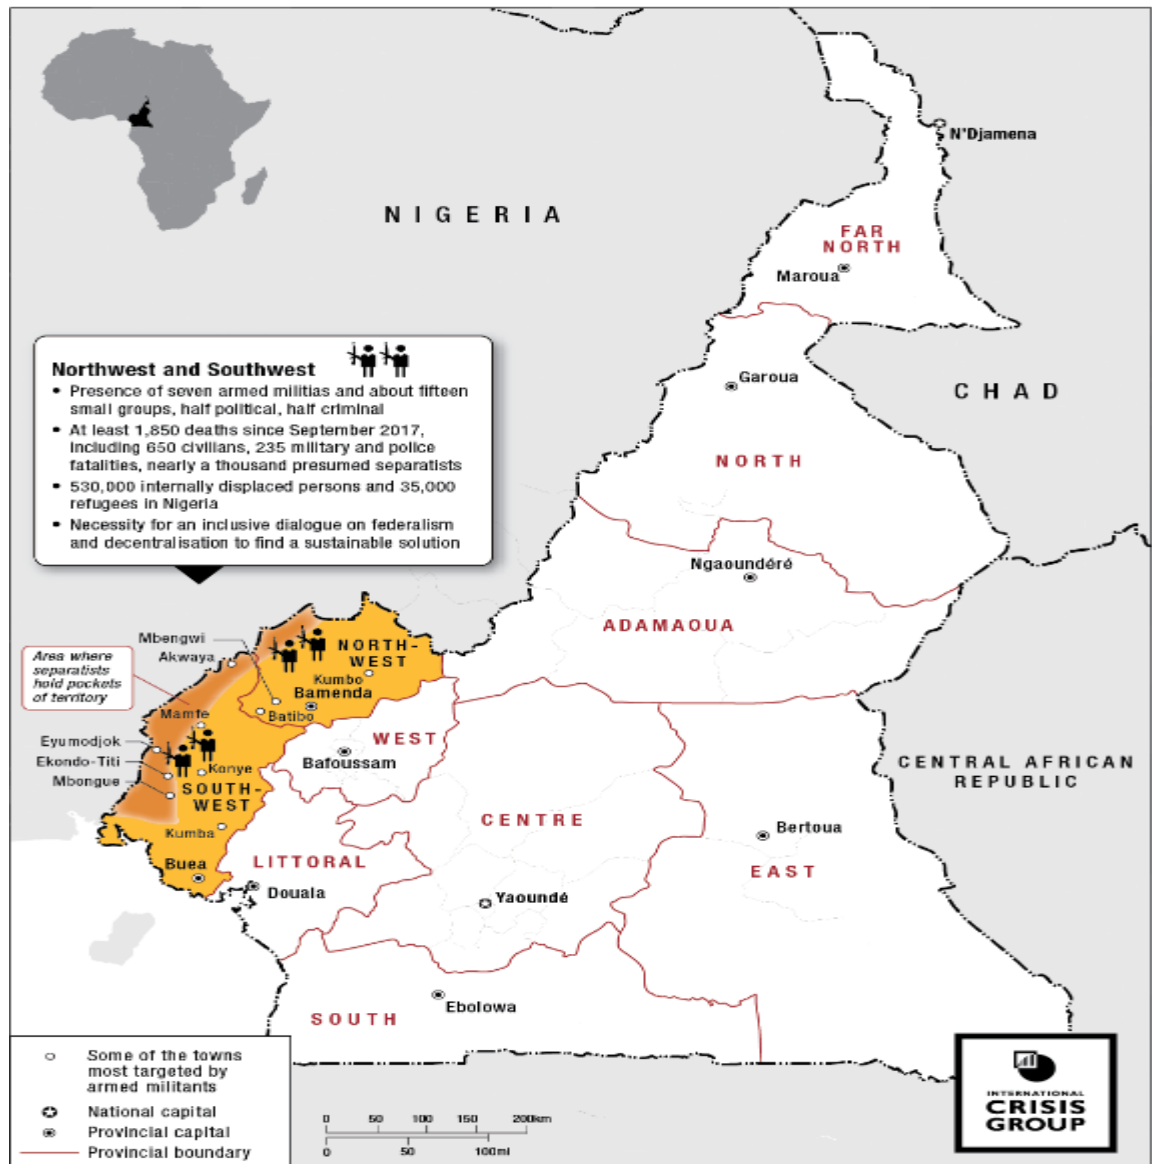 N'Djamena
NIGERIA
FAR
NORTH
Maroua
Northwest and Southwest
• Presence of seven armed militias and about fifteen
small groups, half political, half criminal
• At least 1,850 deaths since September 2017,
including 650 civilians, 235 military and police
fatalities, nearly a thousand presumed separatists
• 530,000 internally displaced persons and 35,000
refugees in Nigeria
• Necessity for an inclusive dialogue on federalism
and decentralisation to find a sustainable solution
Garoua
CHAD
NORTH
Ngaoundéré
ADAMAOUA
Mbengwi
Akwaya
NORTH-
WEST
Area where
separatists
hold pockets
of territory
Kumbo
Bamenda
Batibo
Mamfe
Eyumodjok
Ekondo-Titi
Mbongue
Konye
SOUTH-
WEST
Kumba
Buea
WEST
Bafoussam
CENTRAL AFRICAN
REPUBLIC
CENTRE
Bertoua
EAST
LITTORAL
Douala
Yaoundé
Ebolowa
SOUTH
Some of the towns
most targeted by
armed militants
National capital
Provincial capital
Provincial boundary
0 50 100 150 200km
0 50 100mi
INTERNATIONAL
CRISIS
GROUP